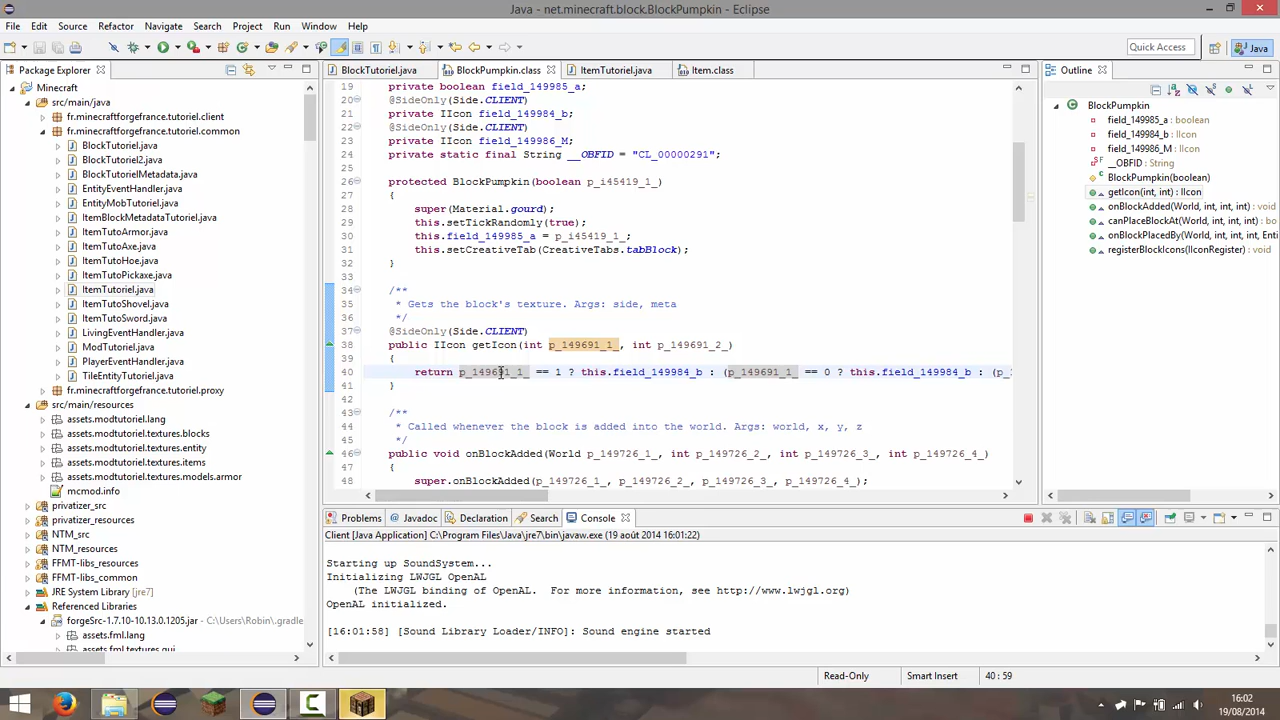 Java - net.minecraft.block.BlockPumpkin - Eclipse
File Edit Source Refactor Navigate Search Project Run Window Help
Quick Access
Java
Package Explorer
Minecraft
src/main/java
fr.minecraftforgefrance.tutoriel.client
fr.minecraftforgefrance.tutoriel.common
BlockTutoriel.java
BlockTutoriel2.java
BlockTutorielMetadata.java
EntityEventHandler.java
EntityMobTutoriel.java
ItemBlockMetadataTutoriel.java
ItemTutoArmor.java
ItemTutoAxe.java
ItemTutoHoe.java
ItemTutoPickaxe.java
ItemTutoriel.java
ItemTutoShovel.java
ItemTutoSword.java
LivingEventHandler.java
ModTutoriel.java
PlayerEventHandler.java
TileEntityTutoriel.java
fr.minecraftforgefrance.tutoriel.proxy
src/main/resources
assets.modtutoriel.lang
assets.modtutoriel.textures.blocks
assets.modtutoriel.textures.entity
assets.modtutoriel.textures.items
assets.modtutoriel.textures.models.armor
mcmod.info
privatizer_src
privatizer_resources
NTM_src
NTM_resources
FFMT-libs_resources
FFMT-libs_common
JRE System Library [jre7]
Referenced Libraries
forgeSrc-1.7.10-10.13.0.1205.jar - C:\Users\Robin\.gradle
assets.fml.lang
assets.fml.textures.gui
BlockTutoriel.java BlockPumpkin.class ItemTutoriel.java Item.class
19 private boolean field_149985_a;
20 @SideOnly(Side.CLIENT)
21 private IIcon field_149984_b;
22 @SideOnly(Side.CLIENT)
23 private IIcon field_149986_M;
24 private static final String __OBFID = "CL_00000291";
25
26 protected BlockPumpkin(boolean p_i45419_1_)
27 {
28 super(Material.gourd);
29 this.setTickRandomly(true);
30 this.field_149985_a = p_i45419_1_;
31 this.setCreativeTab(CreativeTabs.tabBlock);
32 }
33
34 /**
35 * Gets the block's texture. Args: side, meta
36 */
37 @SideOnly(Side.CLIENT)
38 public IIcon getIcon(int p_149691_1_, int p_149691_2_)
39 {
40 return p_149691_1_ == 1 ? this.field_149984_b : (p_149691_1_ == 0 ? this.field_149984_b : (p_1
41 }
42
43 /**
44 * Called whenever the block is added into the world. Args: world, x, y, z
45 */
46 public void onBlockAdded(World p_149726_1_, int p_149726_2_, int p_149726_3_, int p_149726_4_)
47 {
48 super.onBlockAdded(p_149726_1_, p_149726_2_, p_149726_3_, p_149726_4_);
Outline
BlockPumpkin
field_149985_a : boolean
field_149984_b : IIcon
field_149986_M : IIcon
__OBFID : String
BlockPumpkin(boolean)
getIcon(int, int) : IIcon
onBlockAdded(World, int, int, int) : void
canPlaceBlockAt(World, int, int, int) :
onBlockPlacedBy(World, int, int, int, Enti
registerBlockIcons(IIconRegister) : void
Problems Javadoc Declaration Search Console
Client [Java Application] C:\Program Files\Java\jre7\bin\javaw.exe (19 août 2014 16:01:22)
Starting up SoundSystem...
Initializing LWJGL OpenAL
(The LWJGL binding of OpenAL. For more information, see http://www.lwjgl.org)
OpenAL initialized.
[16:01:58] [Sound Library Loader/INFO]: Sound engine started
Read-Only Smart Insert 40 : 59
16:02
19/08/2014